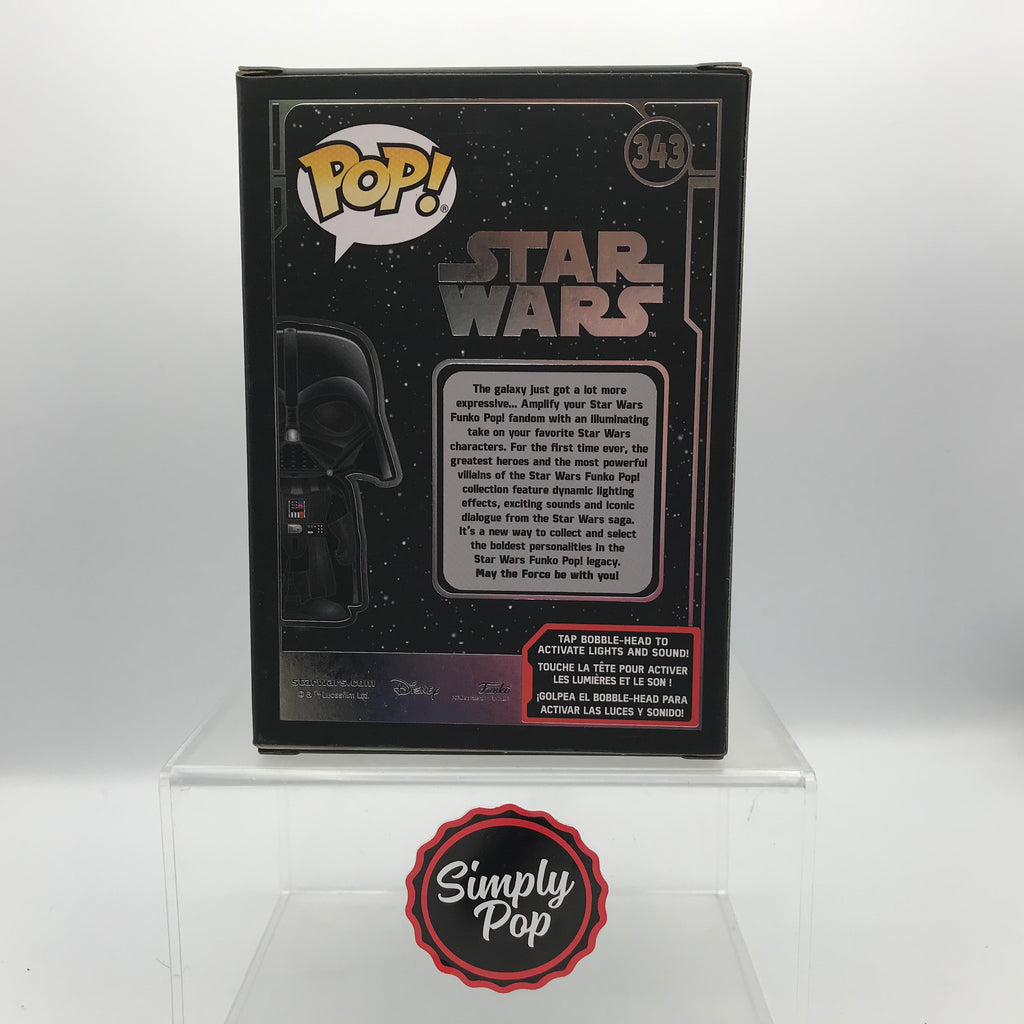 POP!
®
343
STAR
WARS
™
The galaxy just got a lot more
expressive... Amplify your Star Wars
Funko Pop! fandom with an illuminating
take on your favorite Star Wars
characters. For the first time ever, the
greatest heroes and the most powerful
villains of the Star Wars Funko Pop!
collection feature dynamic lighting
effects, exciting sounds and iconic
dialogue from the Star Wars saga.
It's a new way to collect and select
the boldest personalities in the
Star Wars Funko Pop! legacy.
May the Force be with you!
TAP BOBBLE-HEAD TO
ACTIVATE LIGHTS AND SOUND!
TOUCHE LA TÊTE POUR ACTIVER
LES LUMIÈRES ET LE SON !
¡GOLPEA EL BOBBLE-HEAD PARA
ACTIVAR LAS LUCES Y SONIDO!
starwars.com
© & ™ Lucasfilm Ltd.
Disney
Funko
Simply
Pop